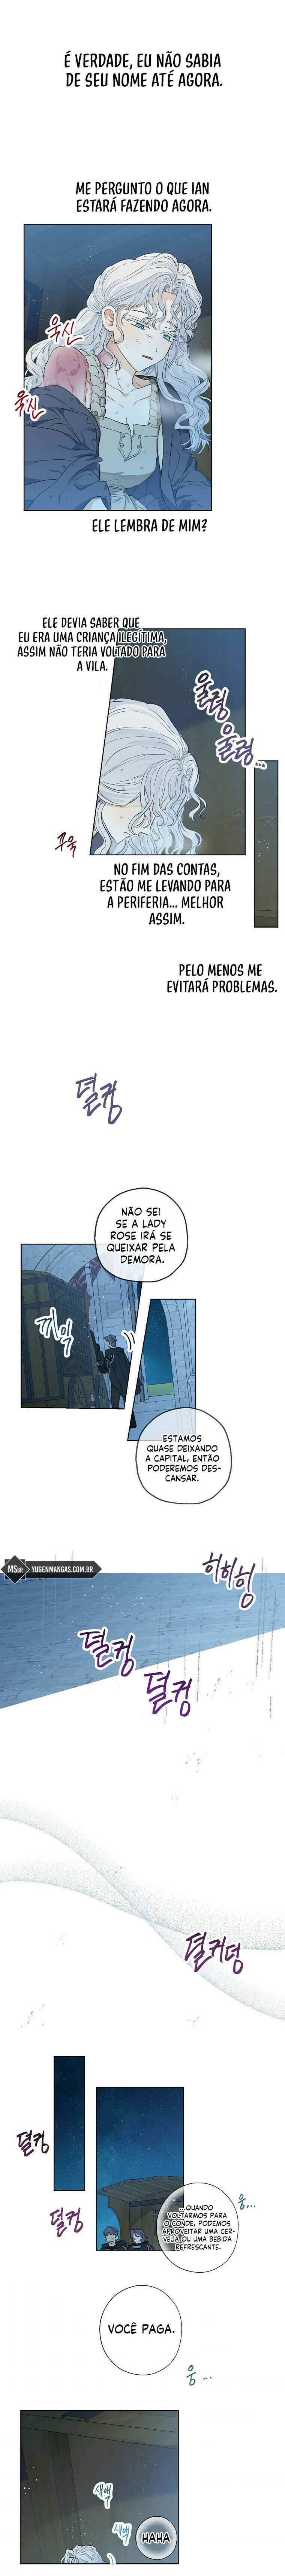 É VERDADE, EU NÃO SABIA
DE SEU NOME ATÉ AGORA.
ME PERGUNTO O QUE IAN
ESTARÁ FAZENDO AGORA.
욱신
욱신
ELE LEMBRA DE MIM?
ELE DEVIA SABER QUE
EU ERA UMA CRIANÇA ILEGÍTIMA,
ASSIM NÃO TERIA VOLTADO PARA
A VILA.
울렁
울렁...
꾸욱
NO FIM DAS CONTAS,
ESTÃO ME LEVANDO PARA
A PERIFERIA... MELHOR
ASSIM.
PELO MENOS ME
EVITARÁ PROBLEMAS.
덜컹
NÃO SEI
SE A LADY
ROSE IRÁ SE
QUEIXAR PELA
DEMORA.
끼익
ESTAMOS
QUASE DEIXANDO
A CAPITAL, ENTÃO
PODEREMOS DES-
CANSAR.
MSBR YUGENMANGAS.COM.BR
히히힝
덜컹
덜컹
덜커덩
덜컹
덜컹
...QUANDO
VOLTARMOS PARA
O CONDE, PODEMOS
APROVEITAR UMA CER-
VEJA OU UMA BEBIDA
REFRESCANTE.
웅...
VOCÊ PAGA.
웅...
새액
새액
HAHA